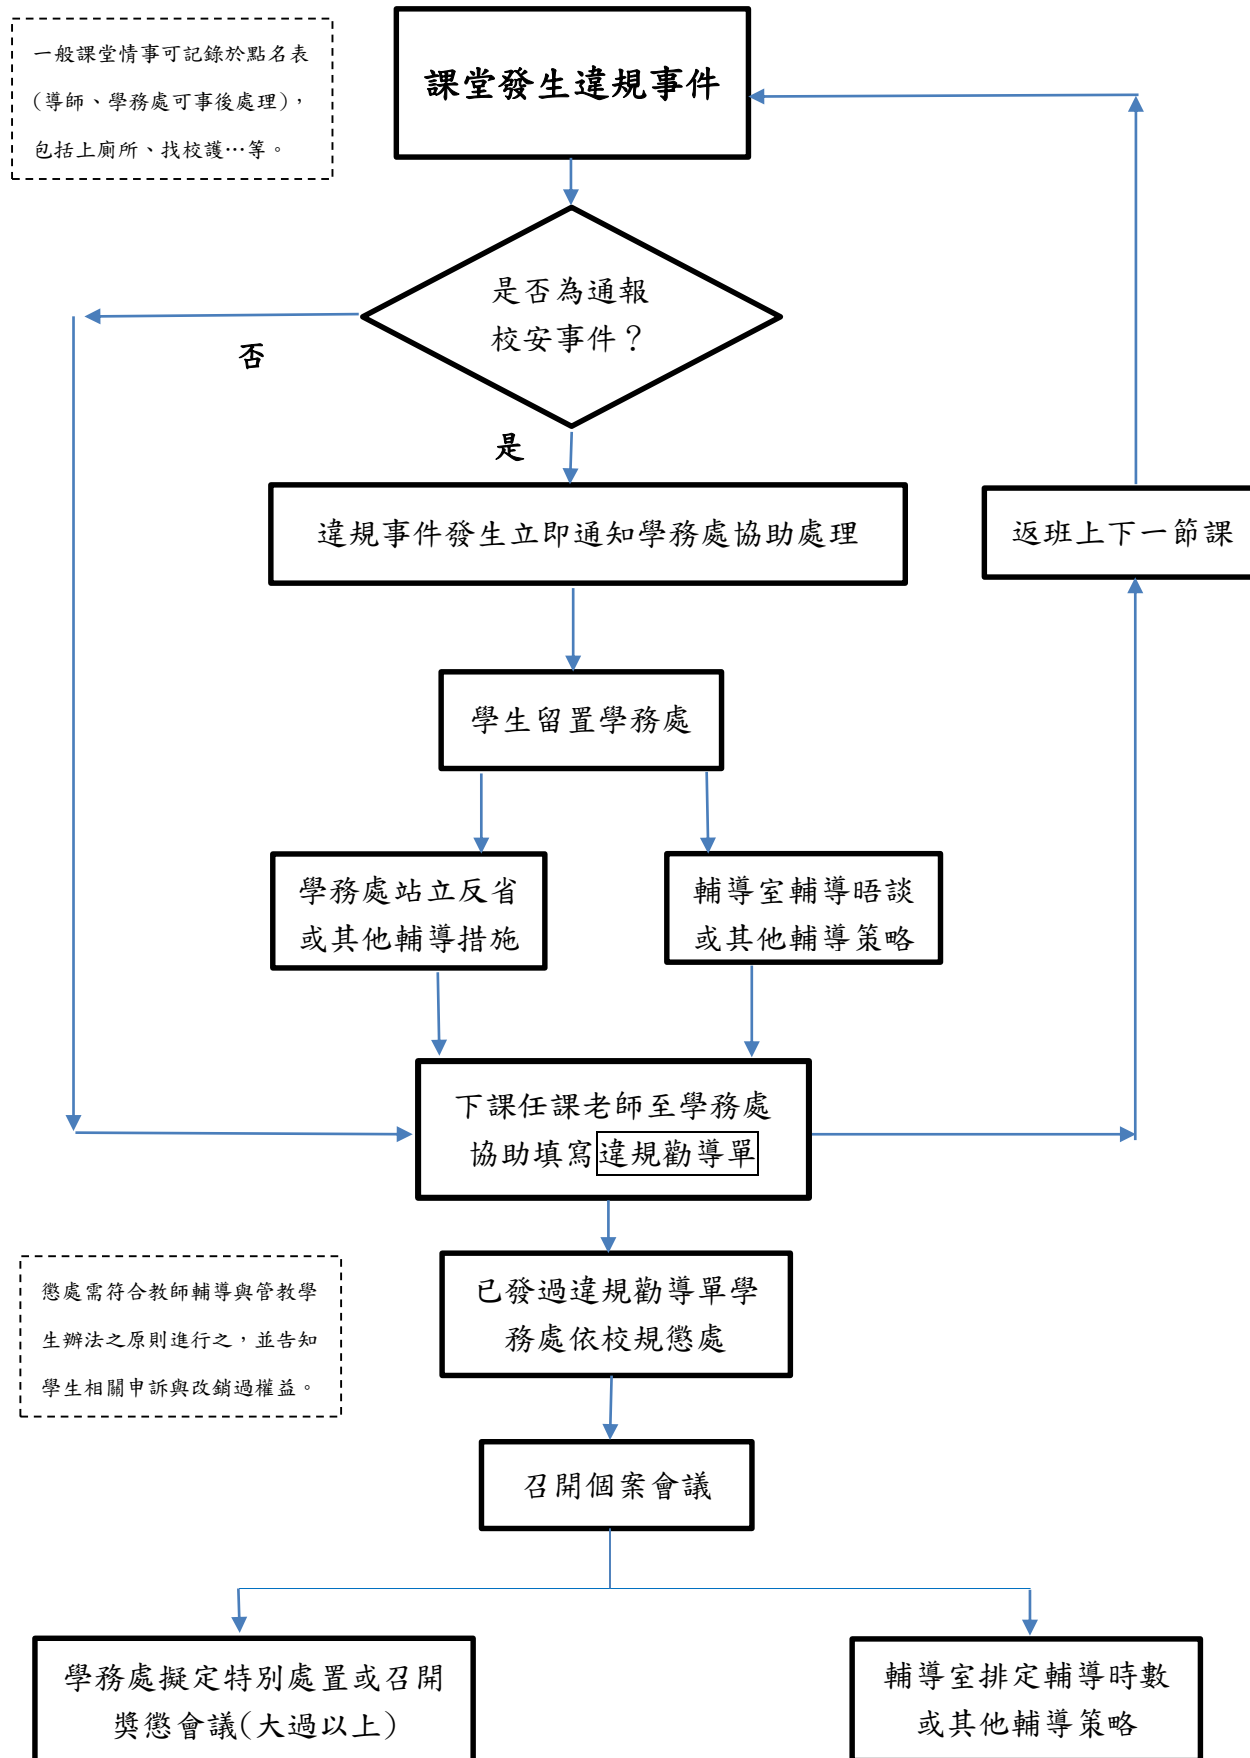 一般課堂情事可記錄於點名表
(導師、學務處可事後處理),
包括上廁所、找校護…等。
課堂發生違規事件
是否為通報
校安事件？
否
是
違規事件發生立即通知學務處協助處理
返班上下一節課
學生留置學務處
學務處站立反省
或其他輔導措施
輔導室輔導晤談
或其他輔導策略
下課任課老師至學務處
協助填寫違規勸導單
懲處需符合教師輔導與管教學
生辦法之原則進行之，並告知
學生相關申訴與改銷過權益。
已發過違規勸導單學
務處依校規懲處
召開個案會議
學務處擬定特別處置或召開
獎懲會議(大過以上)
輔導室排定輔導時數
或其他輔導策略